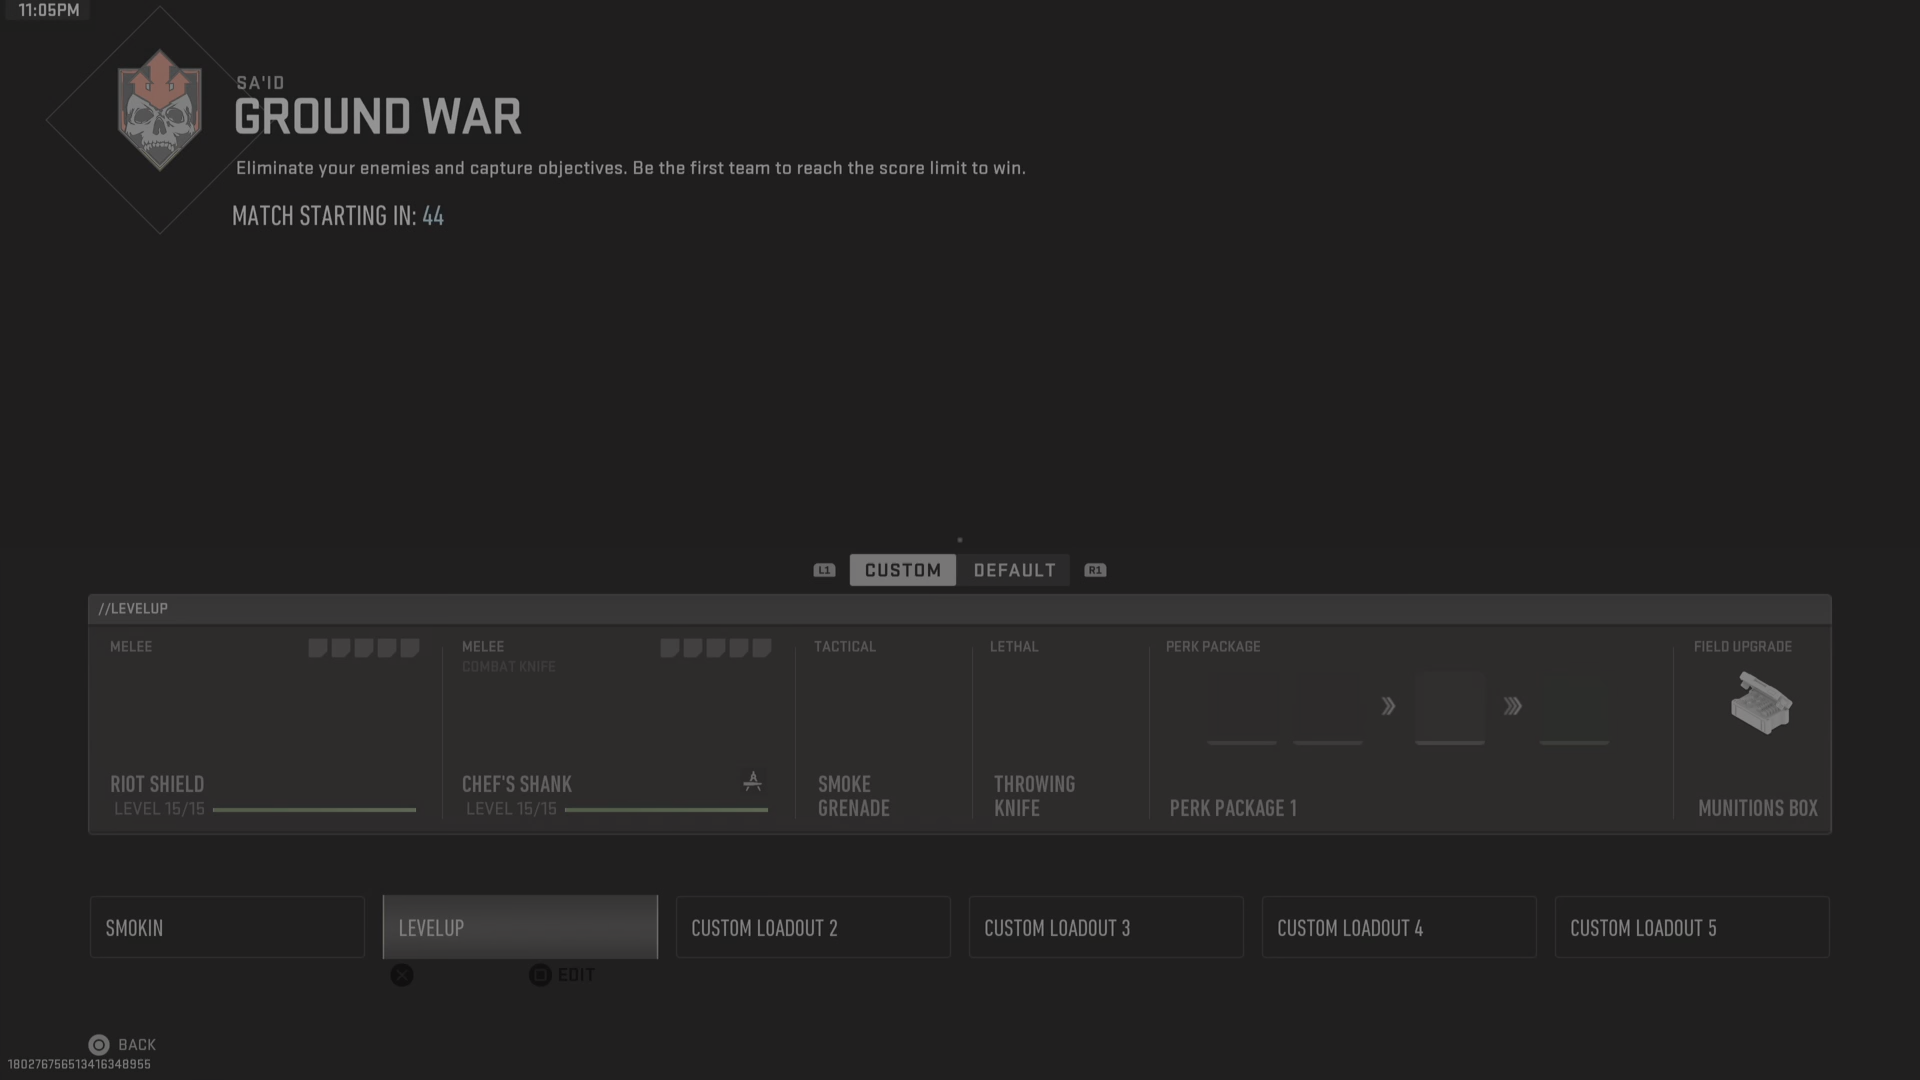 11:05PM
SA'ID
GROUND WAR
Eliminate your enemies and capture objectives. Be the first team to reach the score limit to win.
MATCH STARTING IN: 44
L1 CUSTOM DEFAULT R1
//LEVELUP
MELEE
RIOT SHIELD
LEVEL 15/15
MELEE
COMBAT KNIFE
CHEF'S SHANK
LEVEL 15/15
TACTICAL
SMOKE
GRENADE
LETHAL
THROWING
KNIFE
PERK PACKAGE
PERK PACKAGE 1
FIELD UPGRADE
MUNITIONS BOX
SMOKIN
LEVELUP
CUSTOM LOADOUT 2
CUSTOM LOADOUT 3
CUSTOM LOADOUT 4
CUSTOM LOADOUT 5
EDIT
BACK
18027675651341634895​5